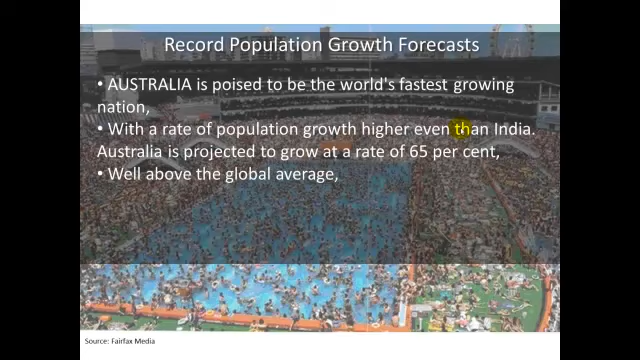 Record Population Growth Forecasts
• AUSTRALIA is poised to be the world's fastest growing
nation,
• With a rate of population growth higher even than India.
Australia is projected to grow at a rate of 65 per cent,
• Well above the global average,
Source: Fairfax Media